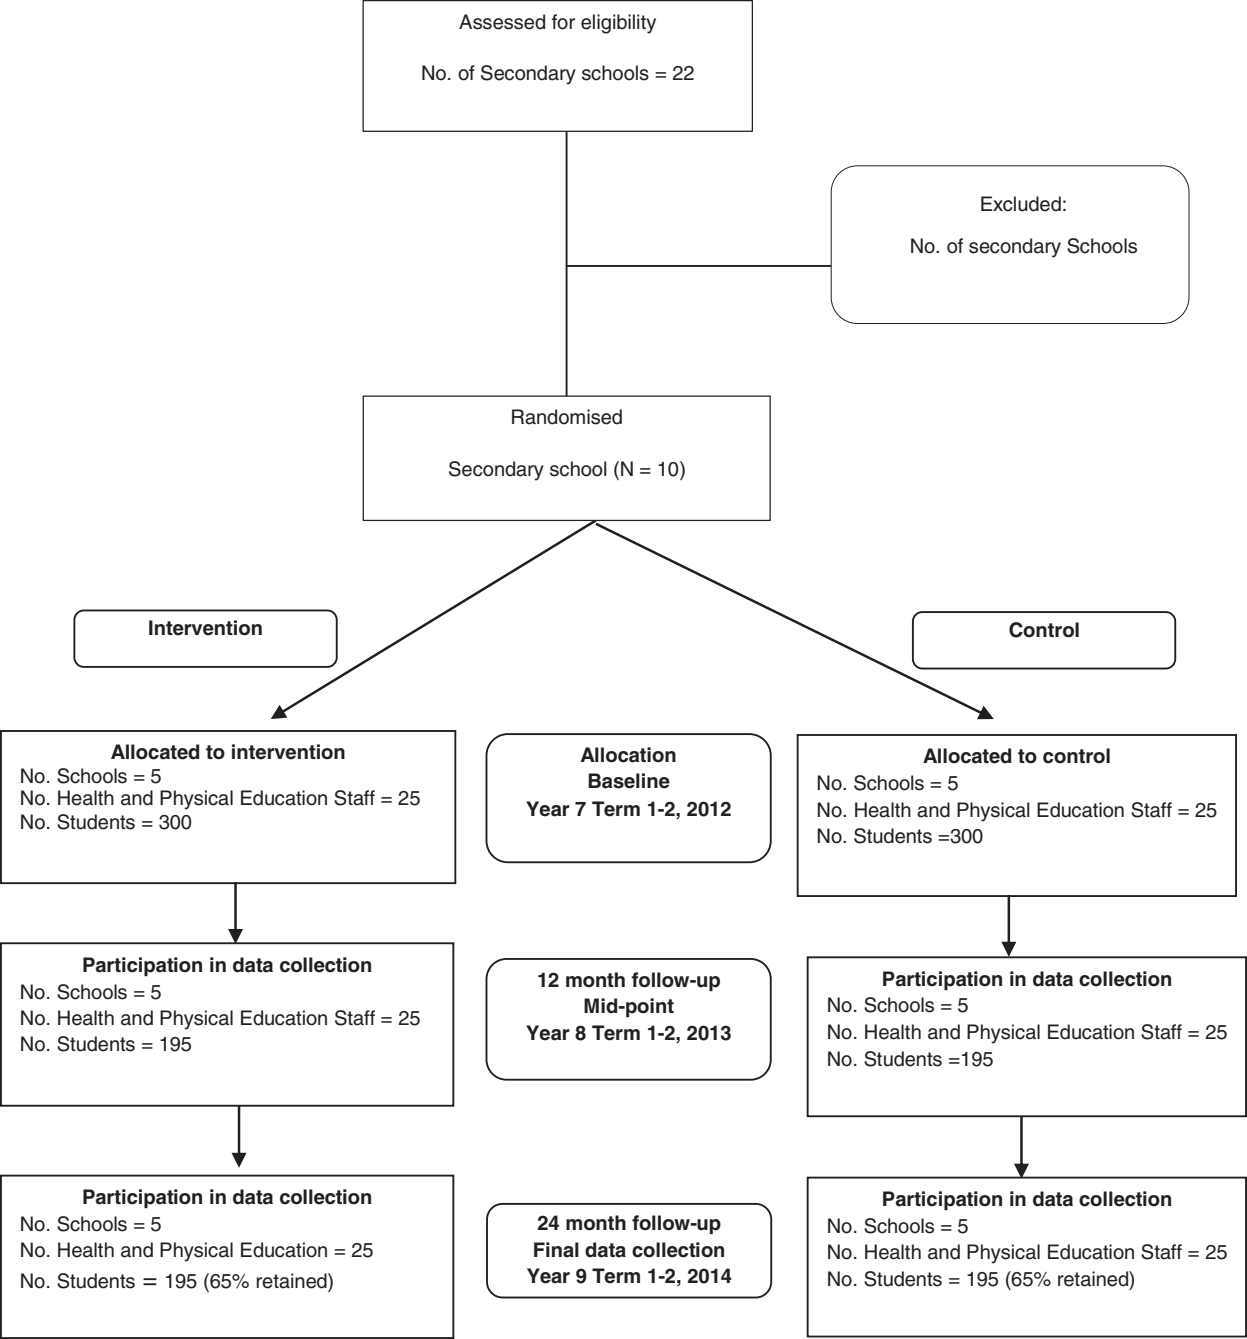 Assessed for eligibility
No. of Secondary schools = 22
Excluded:
No. of secondary Schools
Randomised
Secondary school (N = 10)
Intervention
Control
Allocated to intervention
No. Schools = 5
No. Health and Physical Education Staff = 25
No. Students = 300
Allocation
Baseline
Year 7 Term 1-2, 2012
Allocated to control
No. Schools = 5
No. Health and Physical Education Staff = 25
No. Students =300
Participation in data collection
No. Schools = 5
No. Health and Physical Education Staff = 25
No. Students = 195
12 month follow-up
Mid-point
Year 8 Term 1-2, 2013
Participation in data collection
No. Schools = 5
No. Health and Physical Education Staff = 25
No. Students =195
Participation in data collection
No. Schools = 5
No. Health and Physical Education = 25
No. Students = 195 (65% retained)
24 month follow-up
Final data collection
Year 9 Term 1-2, 2014
Participation in data collection
No. Schools = 5
No. Health and Physical Education Staff = 25
No. Students = 195 (65% retained)